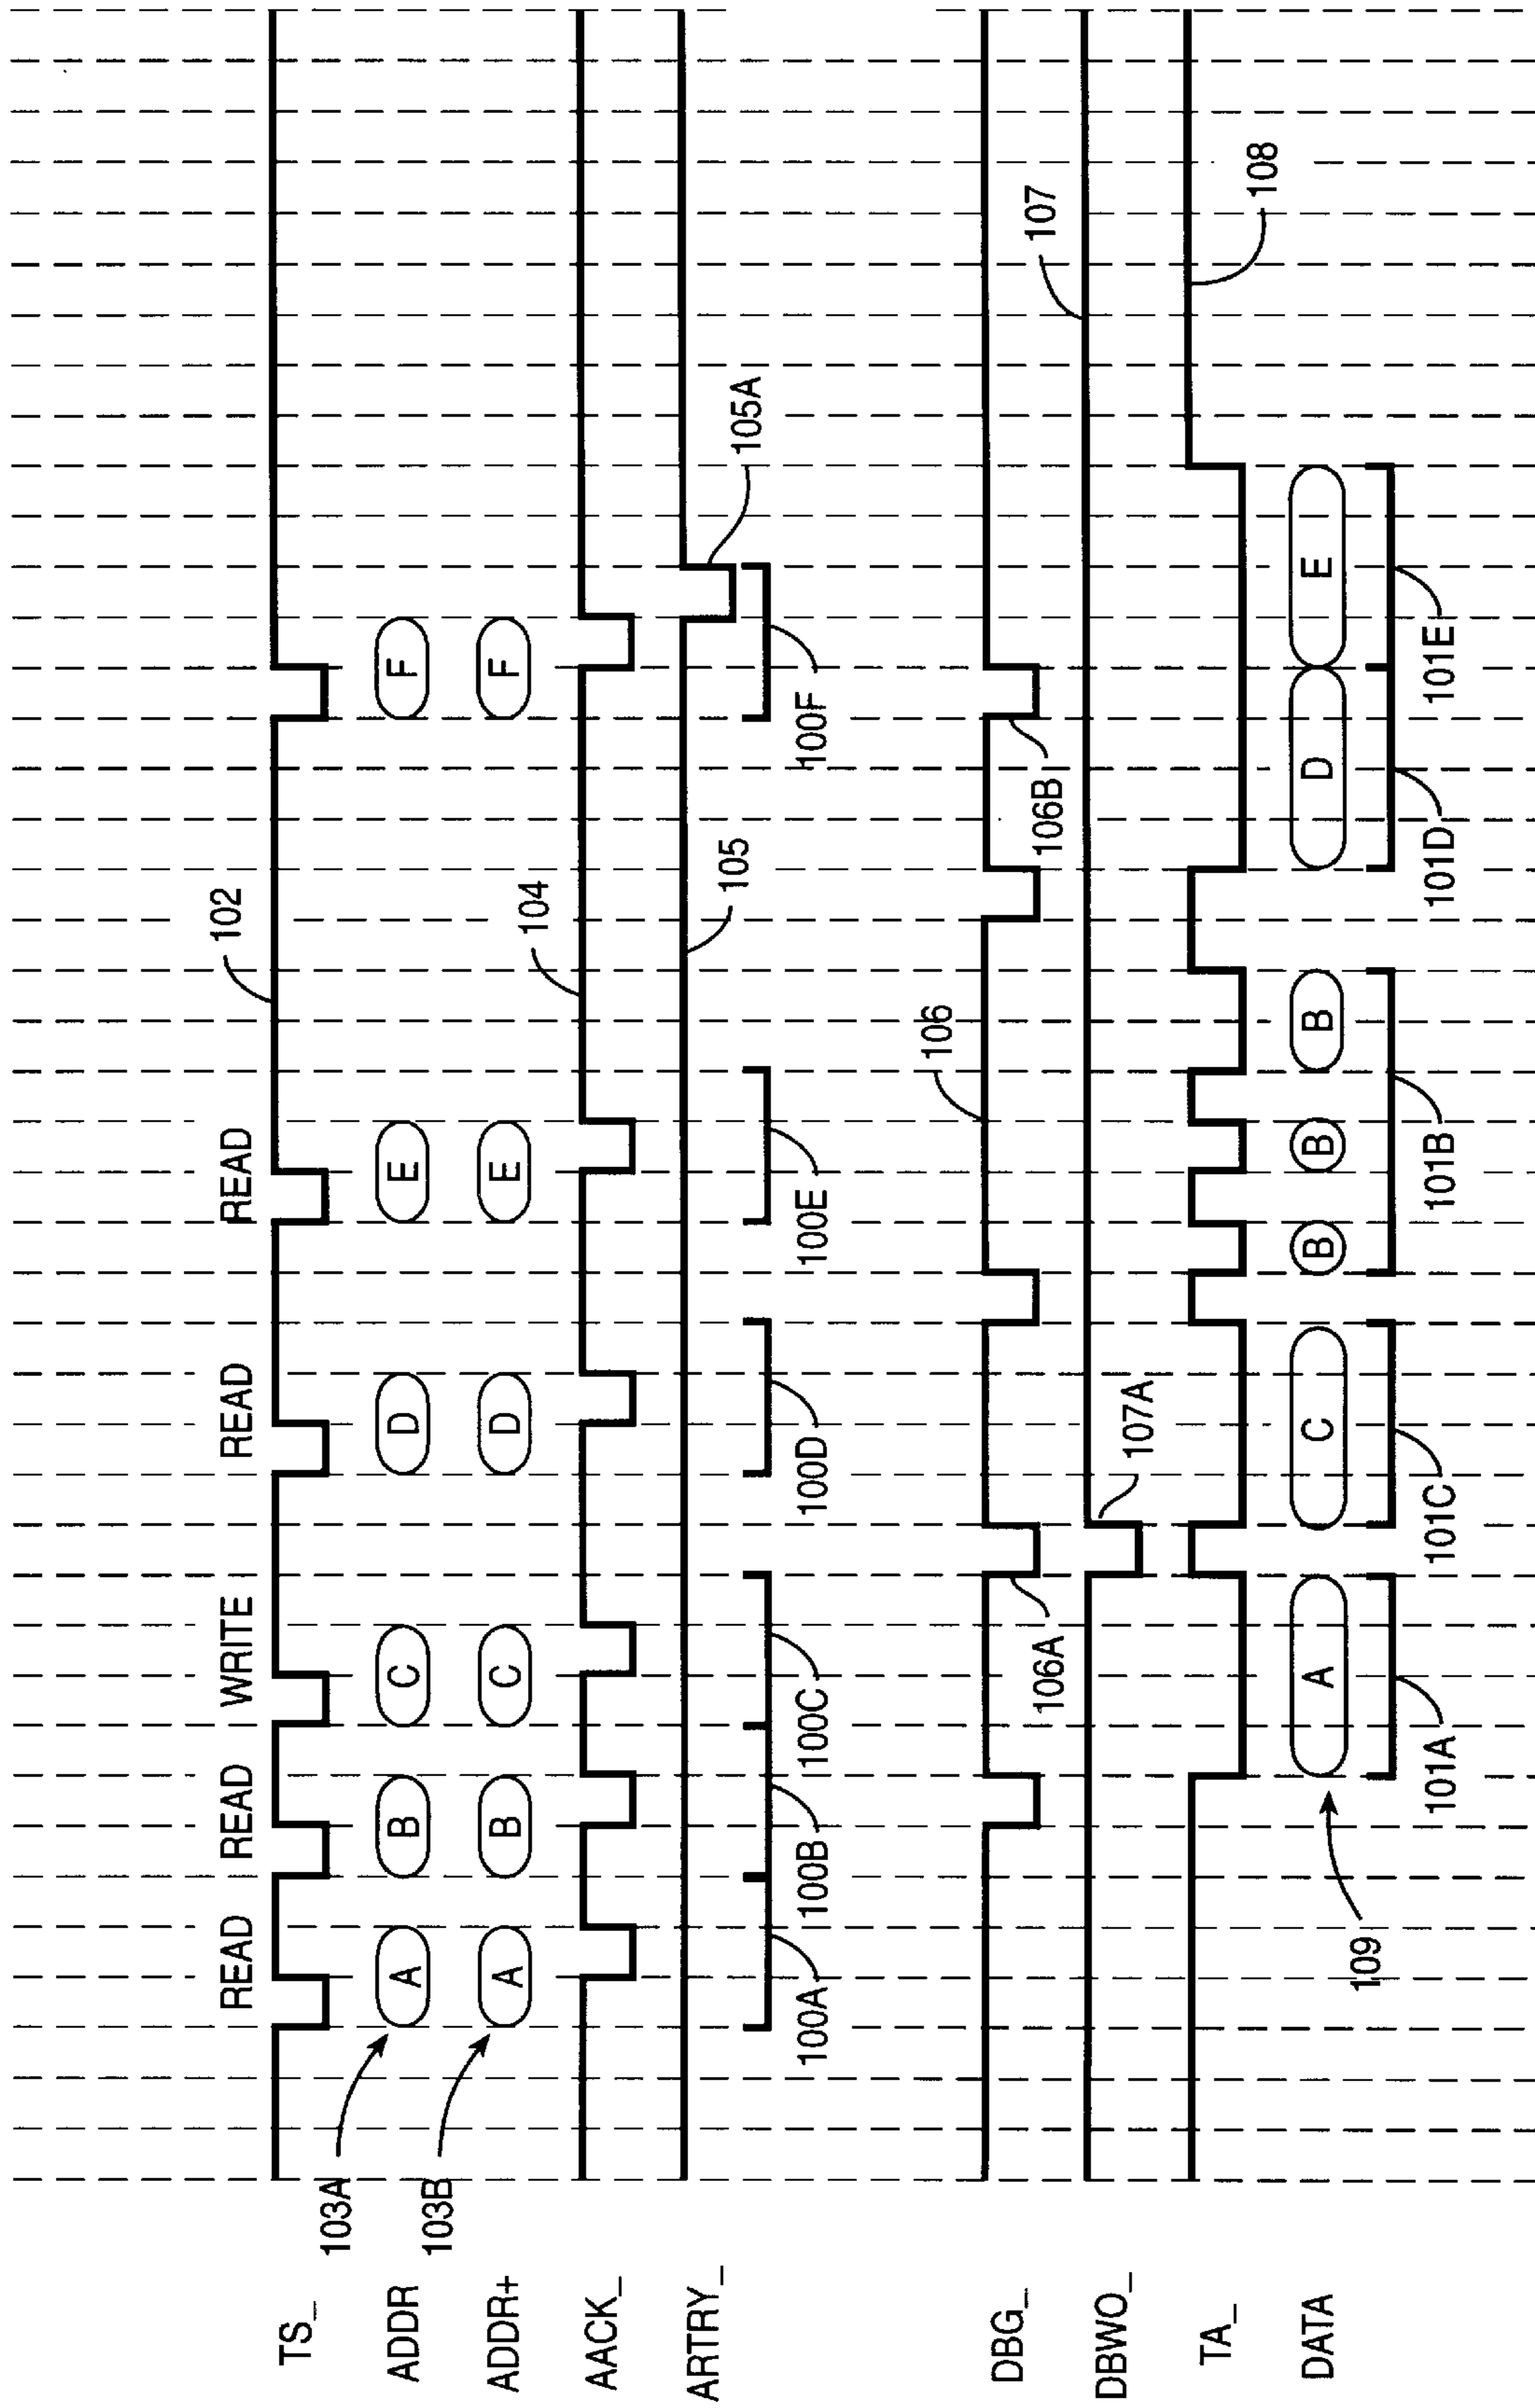 READ READ WRITE READ READ
102
TS_
103A
ADDR A B C D E F
103B
ADDR+ A B C D E F
104
AACK_
105
ARTRY_
105A
100A 100B 100C 100D 100E 100F
106
DBG_
106A 106B
107
DBWO_
107A
TA_
108
DATA A C B B B D E
109
101A 101C 101B 101D 101E